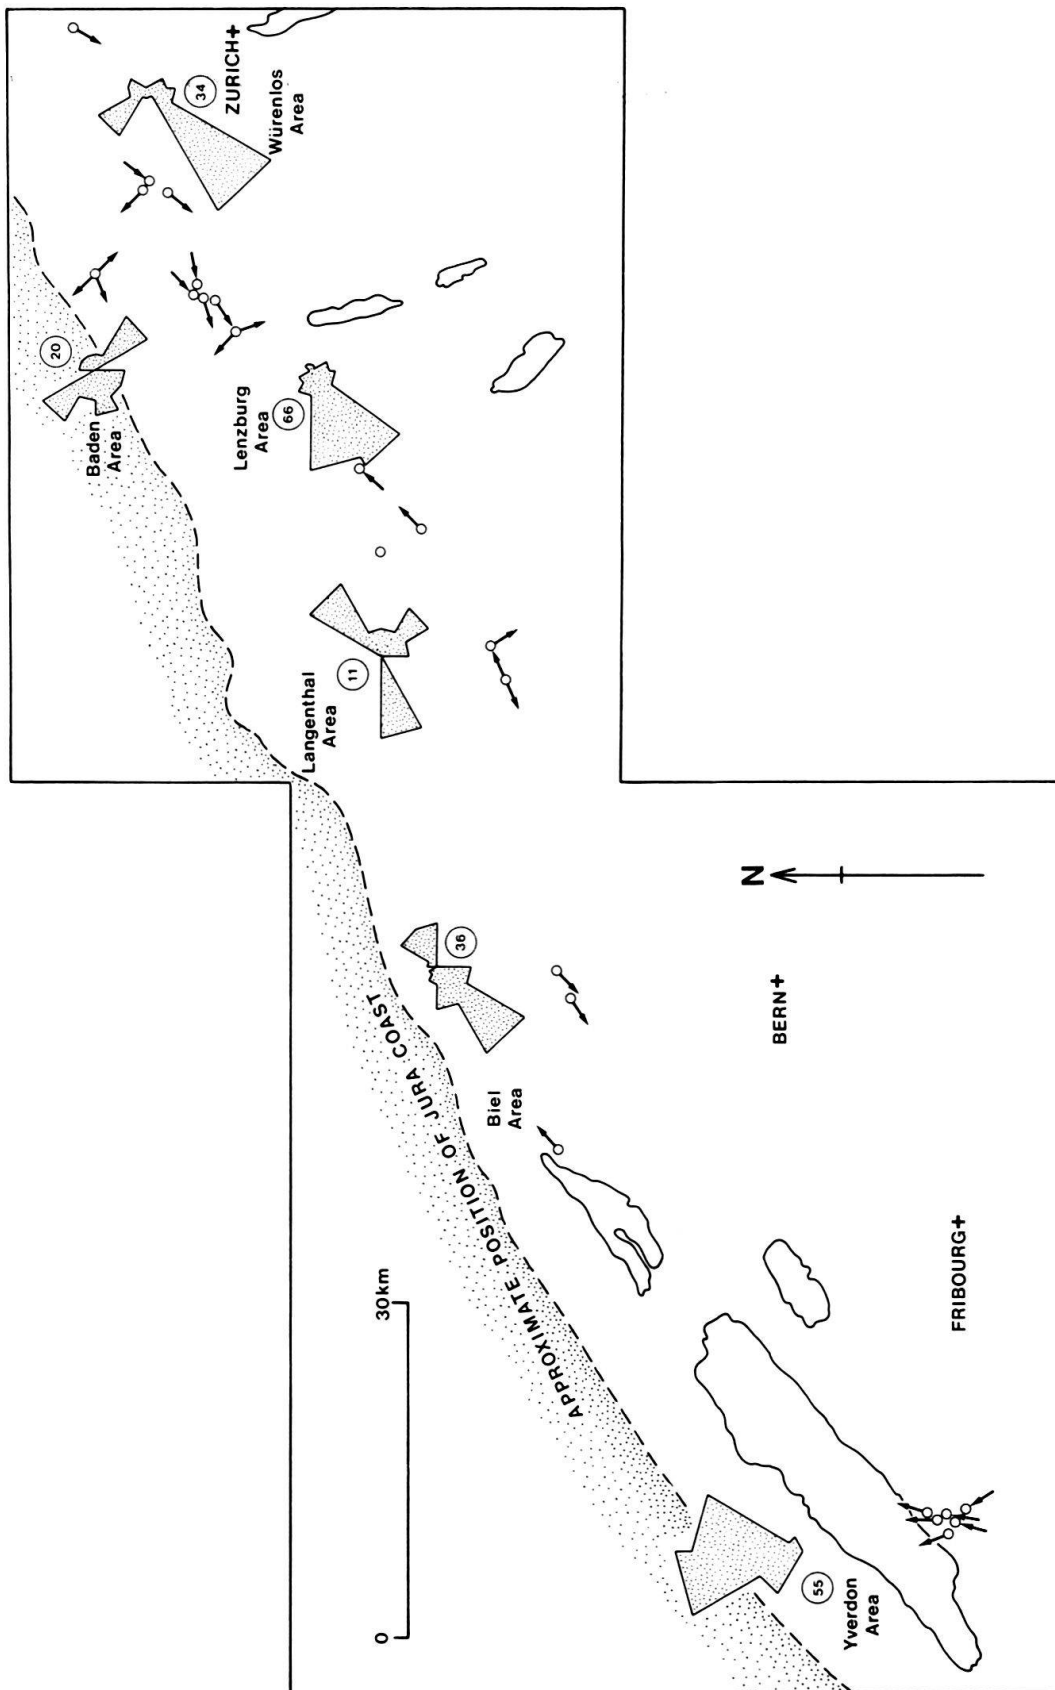 ZURICH+
34
Würenlos
Area
20
Baden
Area
Lenzburg
Area
66
Langenthal
Area
11
N
36
BERN+
APPROXIMATE POSITION OF JURA COAST
Biel
Area
FRIBOURG+
0
30km
55
Yverdon
Area